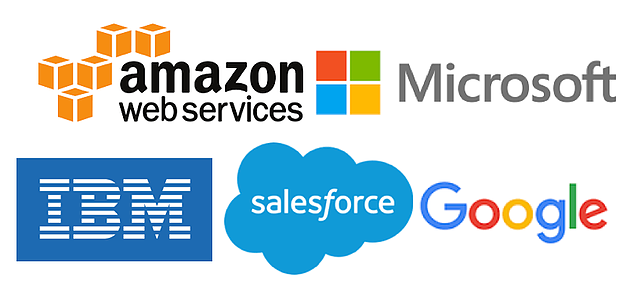 amazon
web services
Microsoft
IBM
salesforce
Google